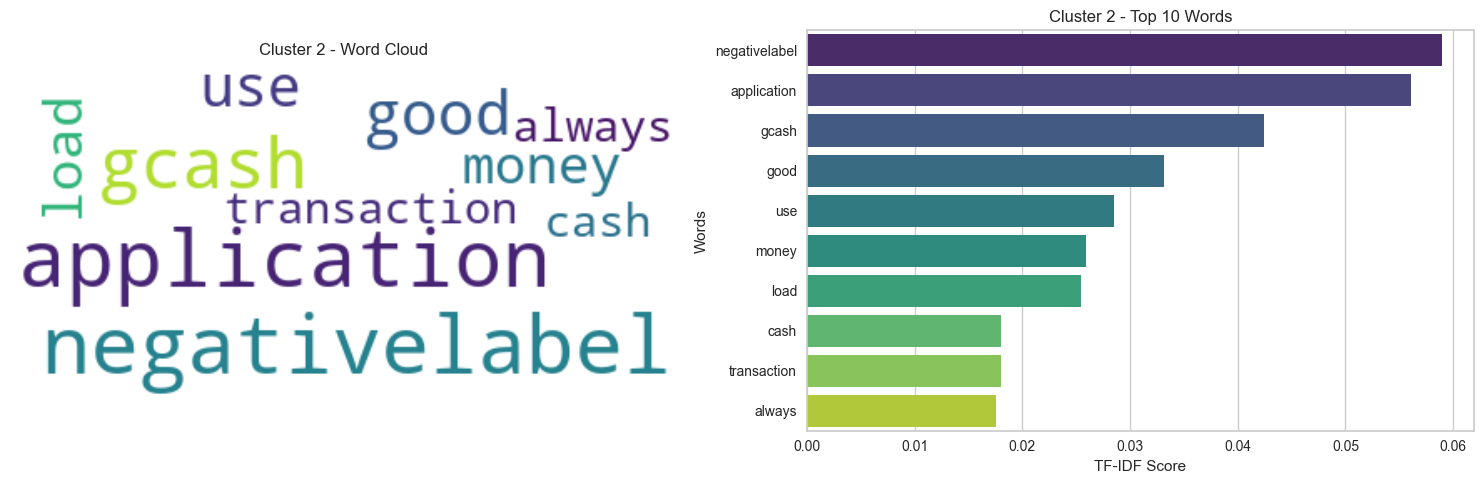 Cluster 2 - Word Cloud
use
good
always
load
gcash
money
transaction
cash
application
negativelabel
Cluster 2 - Top 10 Words
Words
negativelabel
application
gcash
good
use
money
load
cash
transaction
always
0.00 0.01 0.02 0.03 0.04 0.05 0.06
TF-IDF Score